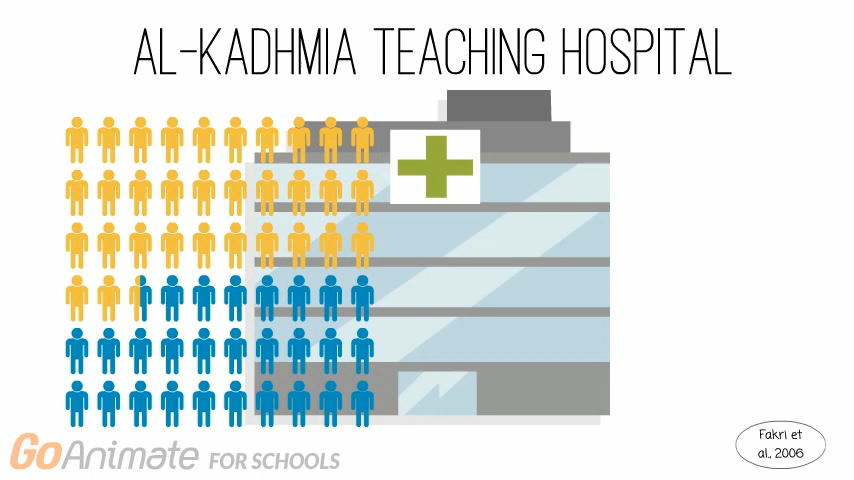 AL-KADHMIA TEACHING HOSPITAL
Fakri et
al., 2006
GoAnimate FOR SCHOOLS